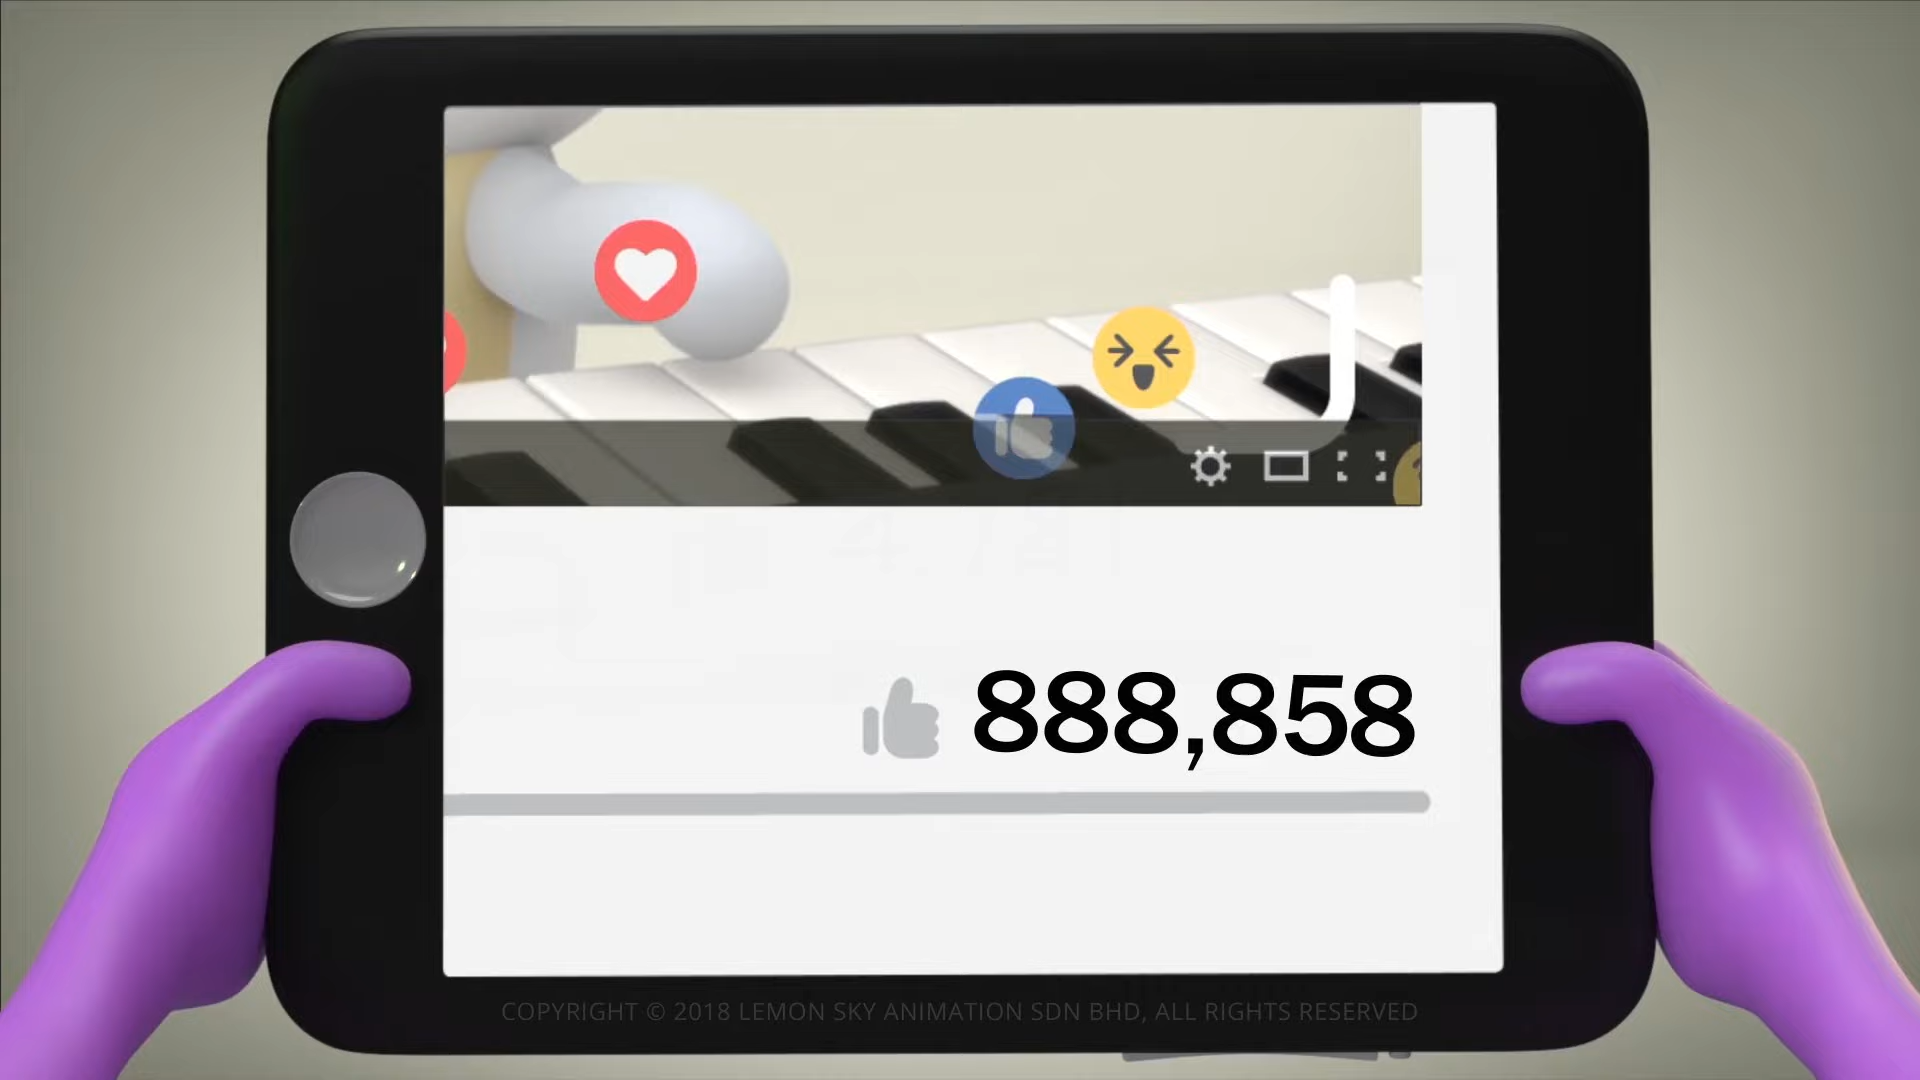 888,858
COPYRIGHT © 2018 LEMON SKY ANIMATION SDN BHD, ALL RIGHTS RESERVED